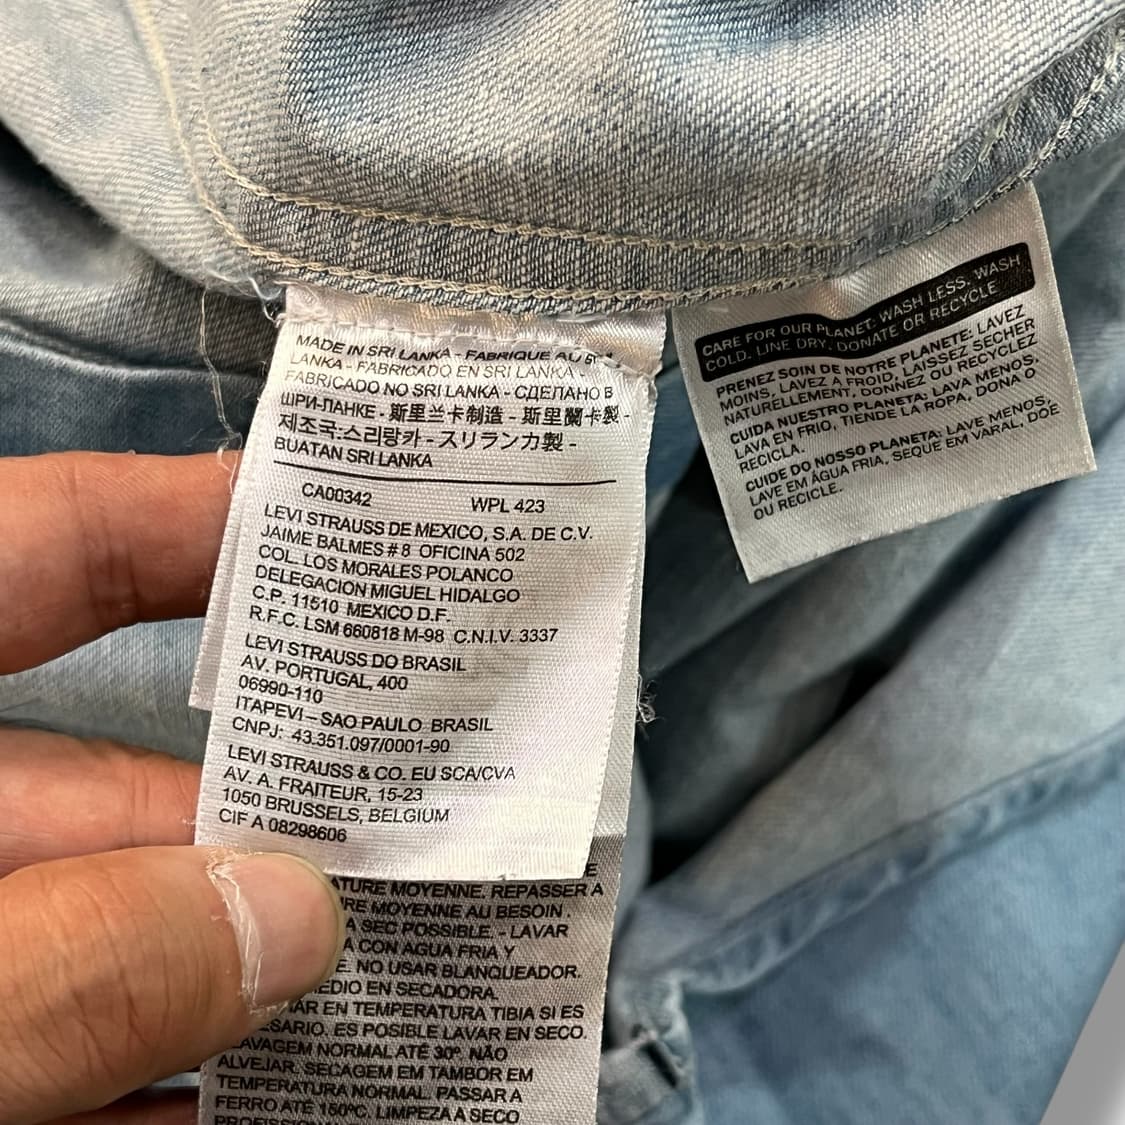 MADE IN SRI LANKA - FABRIQUE AU
LANKA - FABRICADO EN SRI LANKA -
FABRICADO NO SRI LANKA - СДЕЛАНО В
ШРИ-ЛАНКЕ - 斯里兰卡制造 - 斯里蘭卡製 -
제조국:스리랑카 - スリランカ製 -
BUATAN SRI LANKA
CA00342 WPL 423
LEVI STRAUSS DE MEXICO, S.A. DE C.V.
JAIME BALMES # 8 OFICINA 502
COL. LOS MORALES POLANCO
DELEGACION MIGUEL HIDALGO
C.P. 11510 MEXICO D.F.
R.F.C. LSM 660818 M-98 C.N.I.V. 3337
LEVI STRAUSS DO BRASIL
AV. PORTUGAL, 400
06990-110
ITAPEVI – SAO PAULO BRASIL
CNPJ: 43.351.097/0001-90
LEVI STRAUSS & CO. EU SCA/CVA
AV. A. FRAITEUR, 15-23
1050 BRUSSELS, BELGIUM
CIF A 08298606
MOYENNE. REPASSER A
MOYENNE AU BESOIN.
A SEC POSSIBLE. - LAVAR
CON AGUA FRIA Y
NO USAR BLANQUEADOR.
EN SECADORA.
EN TEMPERATURA TIBIA SI ES
ES POSIBLE LAVAR EN SECO.
NORMAL ATÉ 30º. NÃO
ALVEJAR. SECAGEM EM TAMBOR EM
TEMPERATURA NORMAL. PASSAR A
FERRO ATÉ 150ºC. LIMPEZA A SECO
CARE FOR OUR PLANET: WASH LESS, WASH
COLD, LINE DRY, DONATE OR RECYCLE
PRENEZ SOIN DE NOTRE PLANETE: LAVEZ
MOINS, LAVEZ A FROID, LAISSEZ SECHER
NATURELLEMENT, DONNEZ OU RECYCLEZ
CUIDA NUESTRO PLANETA: LAVA MENOS,
LAVA EN FRIO, TIENDE LA ROPA, DONA O
RECICLA.
CUIDE DO NOSSO PLANETA: LAVE MENOS,
LAVE EM ÁGUA FRIA, SEQUE EM VARAL, DOE
OU RECICLE.